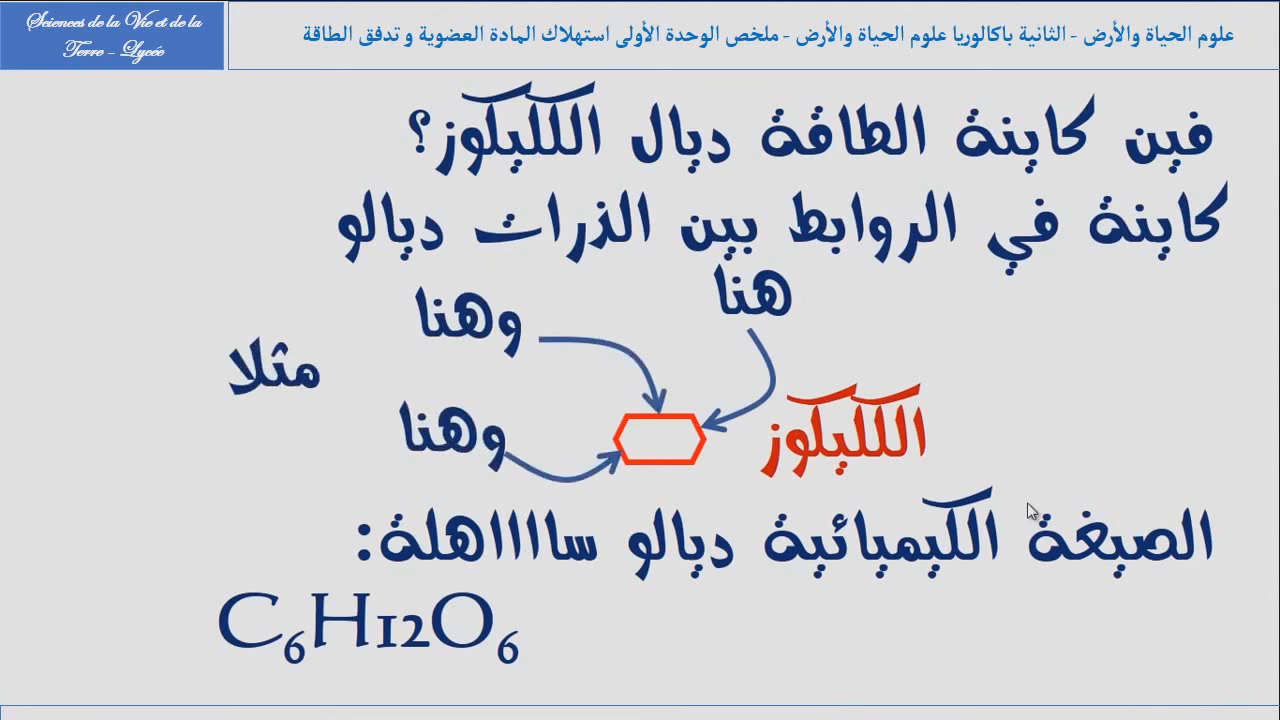 Sciences de la Vie et de la
Terre - Lycée
علوم الحياة والأرض - الثانية باكالوريا علوم الحياة والأرض - ملخص الوحدة الأولى استهلاك المادة العضوية و تدفق الطاقة
فين كاينة الطاقة ديال الكليكوز؟
كاينة في الروابط بين الذرات ديالو
هنا
وهنا
مثلا
وهنا
الكليكوز
الصيغة الكيميائية ديالو سااااهلة:
C₆H12O₆